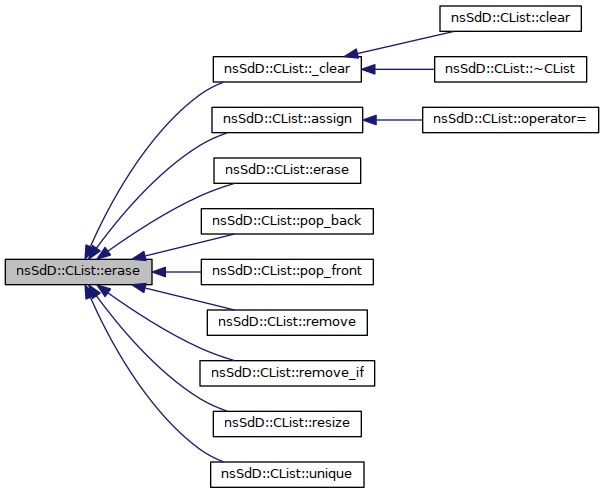 nsSdD::CList::clear
nsSdD::CList::_clear
nsSdD::CList::~CList
nsSdD::CList::assign
nsSdD::CList::operator=
nsSdD::CList::erase
nsSdD::CList::pop_back
nsSdD::CList::erase
nsSdD::CList::pop_front
nsSdD::CList::remove
nsSdD::CList::remove_if
nsSdD::CList::resize
nsSdD::CList::unique